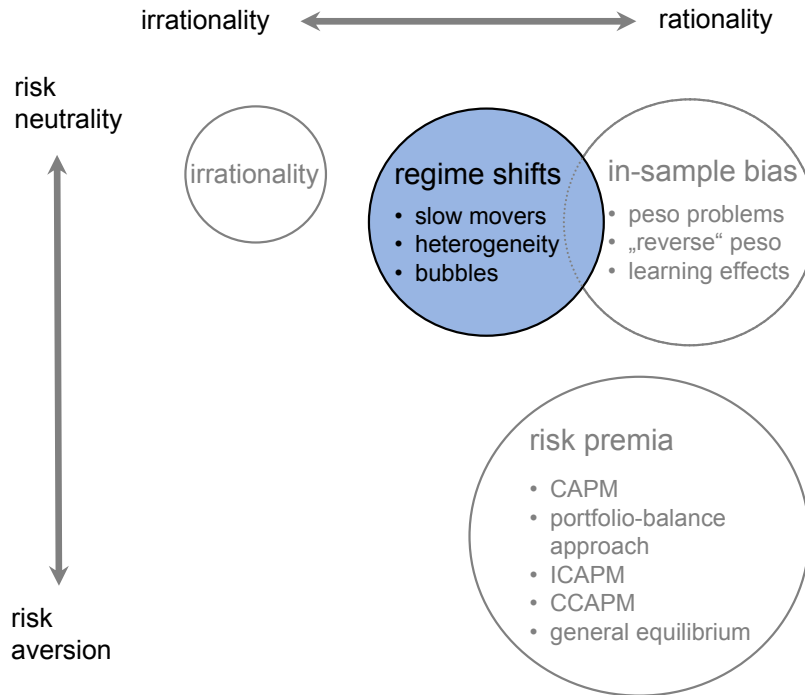 irrationality
rationality
risk
neutrality
irrationality
regime shifts
• slow movers
• heterogeneity
• bubbles
in-sample bias
• peso problems
• „reverse“ peso
• learning effects
risk premia
• CAPM
• portfolio-balance
approach
• ICAPM
• CCAPM
• general equilibrium
risk
aversion